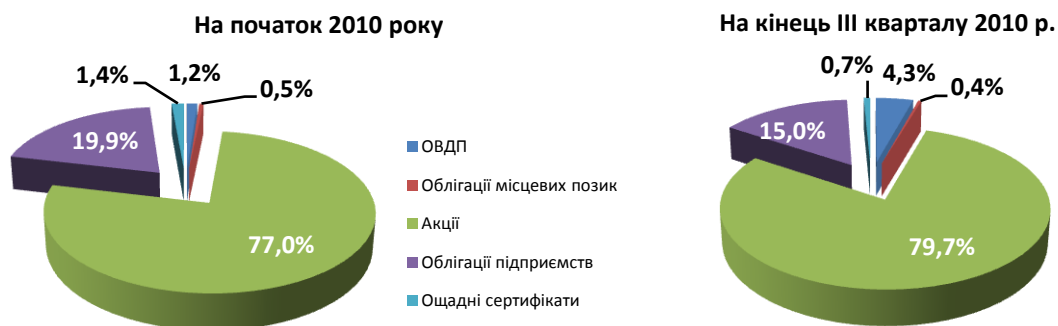 На початок 2010 року
1,4%
1,2%
0,5%
19,9%
77,0%
ОВДП
Облігації місцевих позик
Акції
Облігації підприємств
Ощадні сертифікати
На кінець III кварталу 2010 р.
0,7%
4,3%
0,4%
15,0%
79,7%